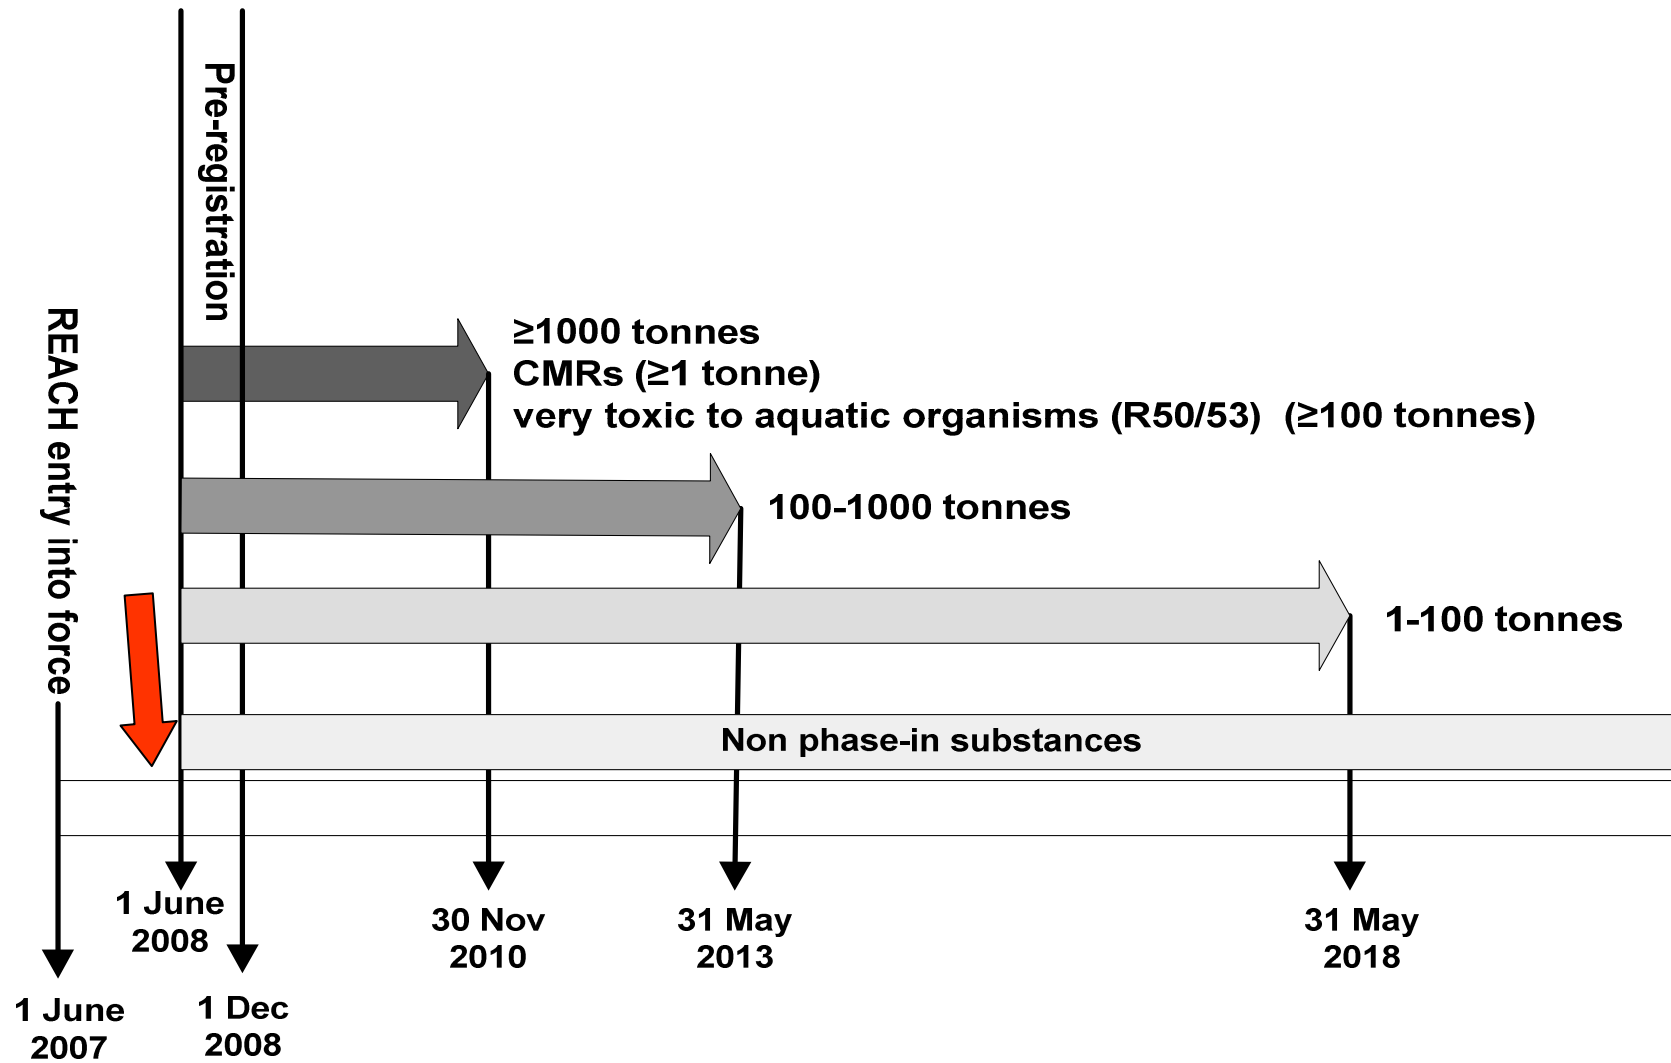 Pre-registration
REACH entry into force
≥1000 tonnes
CMRs (≥1 tonne)
very toxic to aquatic organisms (R50/53) (≥100 tonnes)
100-1000 tonnes
1-100 tonnes
Non phase-in substances
1 June
2008
30 Nov
2010
31 May
2013
31 May
2018
1 June
2007
1 Dec
2008